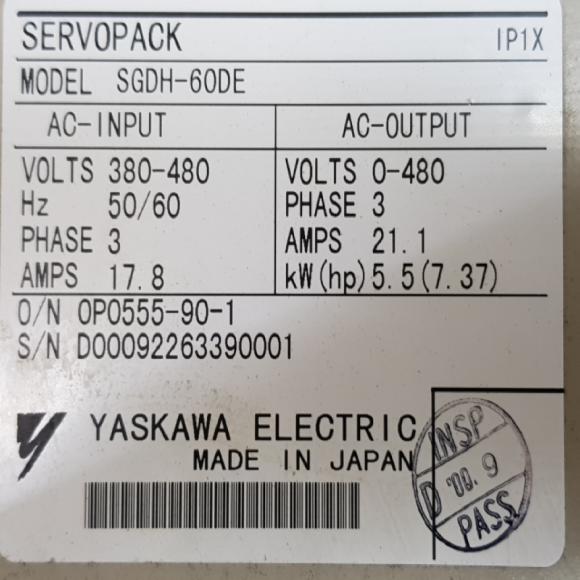 SERVOPACK IP1X
MODEL SGDH-60DE
AC-INPUT AC-OUTPUT
VOLTS 380-480 VOLTS 0-480
Hz 50/60 PHASE 3
PHASE 3 AMPS 21.1
AMPS 17.8 kW(hp) 5.5(7.37)
O/N OP0555-90-1
S/N D00092263390001
YASKAWA ELECTRIC
MADE IN JAPAN
INSP
D '00. 9
PASS